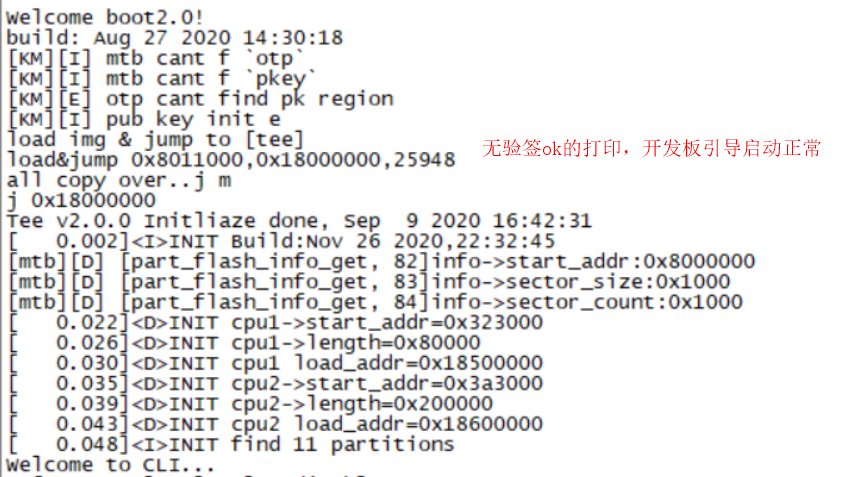 Welcome boot2.0!
build: Aug 27 2020 14:30:18
[KM][I] mtb cant f `otp`
[KM][I] mtb cant f `pkey`
[KM][E] otp cant find pk region
[KM][I] pub key init e
load img & jump to [tee]
无验签ok的打印，开发板引导启动正常
load&jump 0x8011000,0x18000000,25948
all copy over..j m
j 0x18000000
Tee v2.0.0 Initliaze done, Sep  9 2020 16:42:31
[   0.002]<I>INIT Build:Nov 26 2020,22:32:45
[mtb][D] [part_flash_info_get, 82]info->start_addr:0x8000000
[mtb][D] [part_flash_info_get, 83]info->sector_size:0x1000
[mtb][D] [part_flash_info_get, 84]info->sector_count:0x1000
[   0.022]<D>INIT cpu1->start_addr=0x323000
[   0.026]<D>INIT cpu1->length=0x80000
[   0.030]<D>INIT cpu1 load_addr=0x18500000
[   0.035]<D>INIT cpu2->start_addr=0x3a3000
[   0.039]<D>INIT cpu2->length=0x200000
[   0.043]<D>INIT cpu2 load_addr=0x18600000
[   0.048]<I>INIT find 11 partitions
Welcome to CLI...